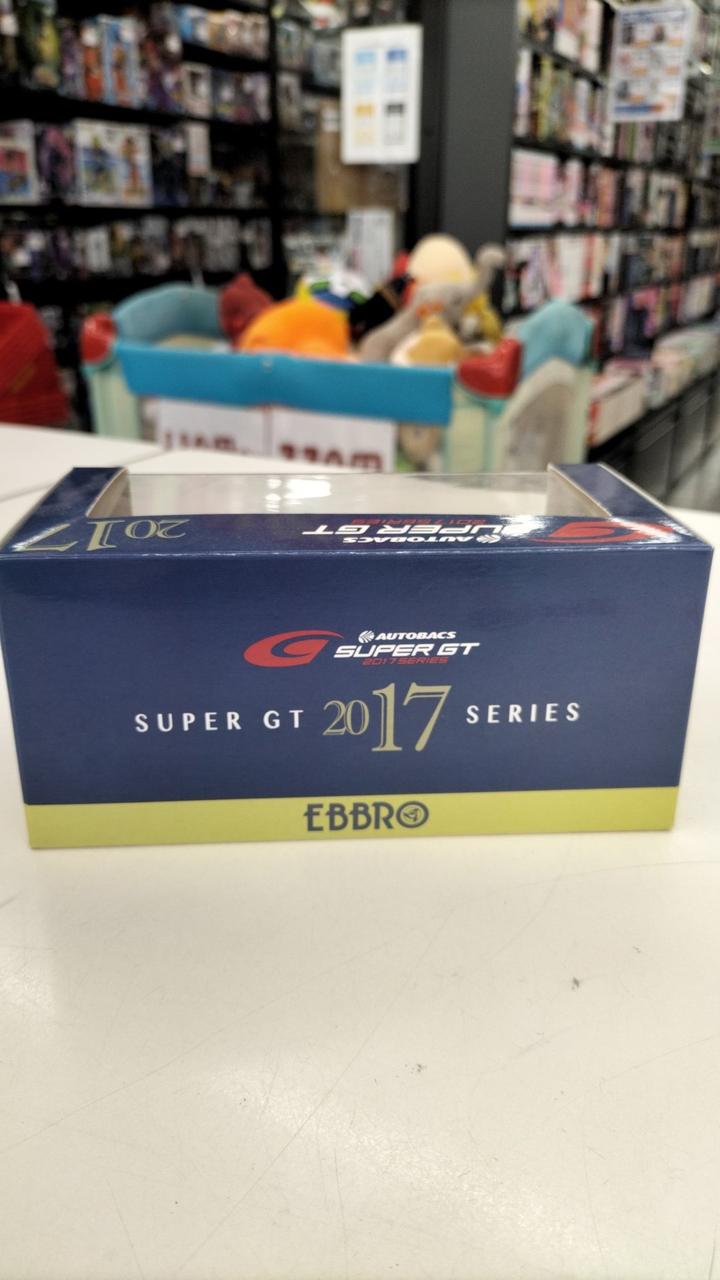 2017
AUTOBACS
SUPER GT
2017 SERIES
AUTOBACS
SUPER GT
2017 SERIES
SUPER GT 2017 SERIES
EBBRO